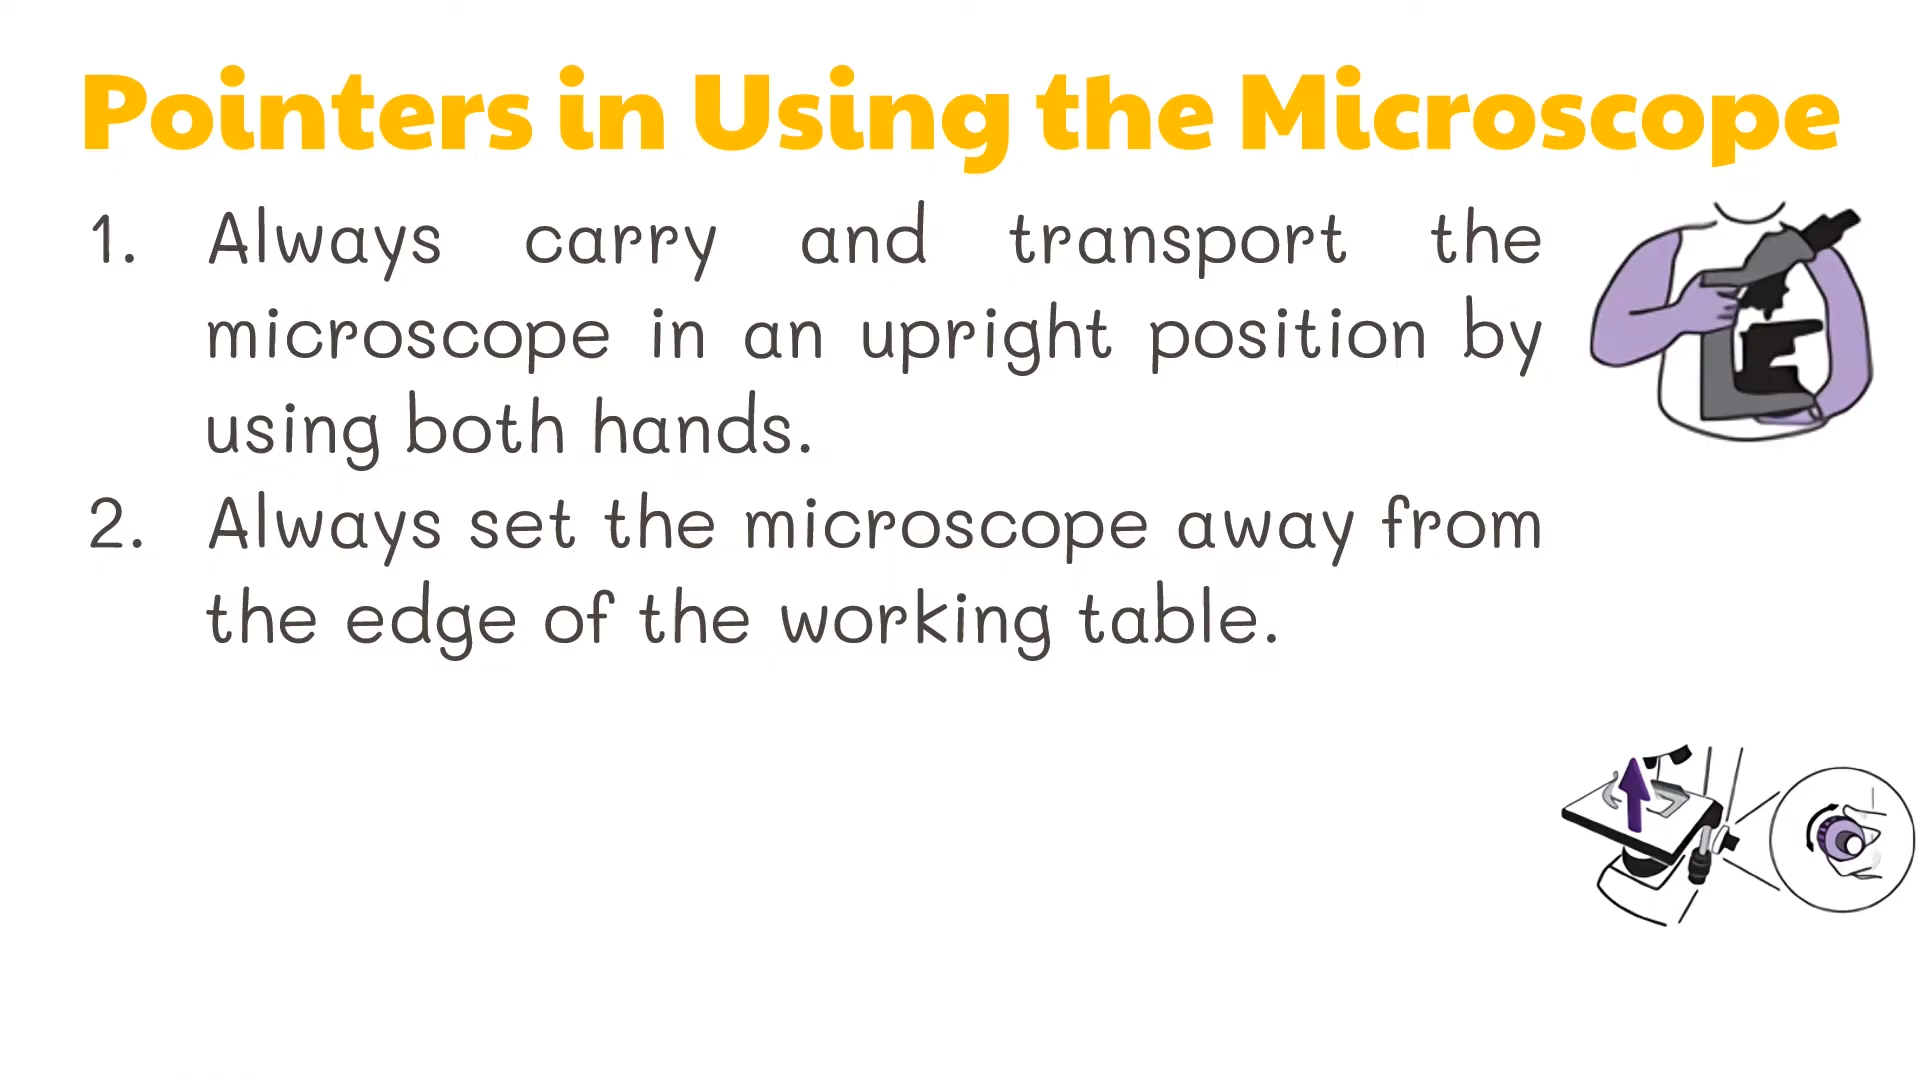 Pointers in Using the Microscope
1. Always carry and transport the
microscope in an upright position by
using both hands.
2. Always set the microscope away from
the edge of the working table.